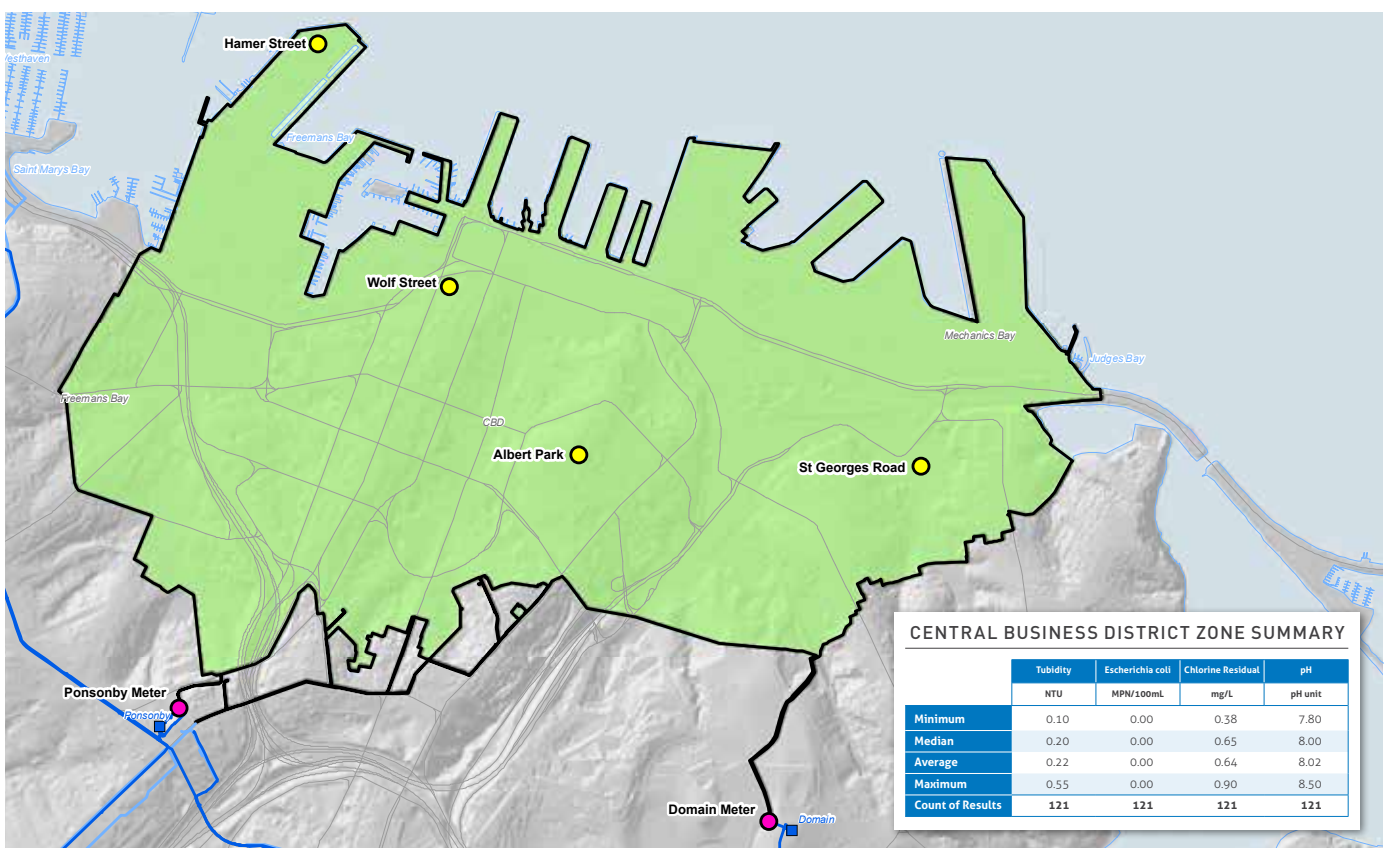 Hamer Street
Westhaven
Freemans Bay
Saint Marys Bay
Wolf Street
Mechanics Bay
Judges Bay
Freemans Bay
CBD
Albert Park
St Georges Road
Ponsonby Meter
Ponsonby
Domain Meter
Domain
CENTRAL BUSINESS DISTRICT ZONE SUMMARY
Tubidity Escherichia coli Chlorine Residual pH
NTU MPN/100mL mg/L pH unit
Minimum 0.10 0.00 0.38 7.80
Median 0.20 0.00 0.65 8.00
Average 0.22 0.00 0.64 8.02
Maximum 0.55 0.00 0.90 8.50
Count of Results 121 121 121 121